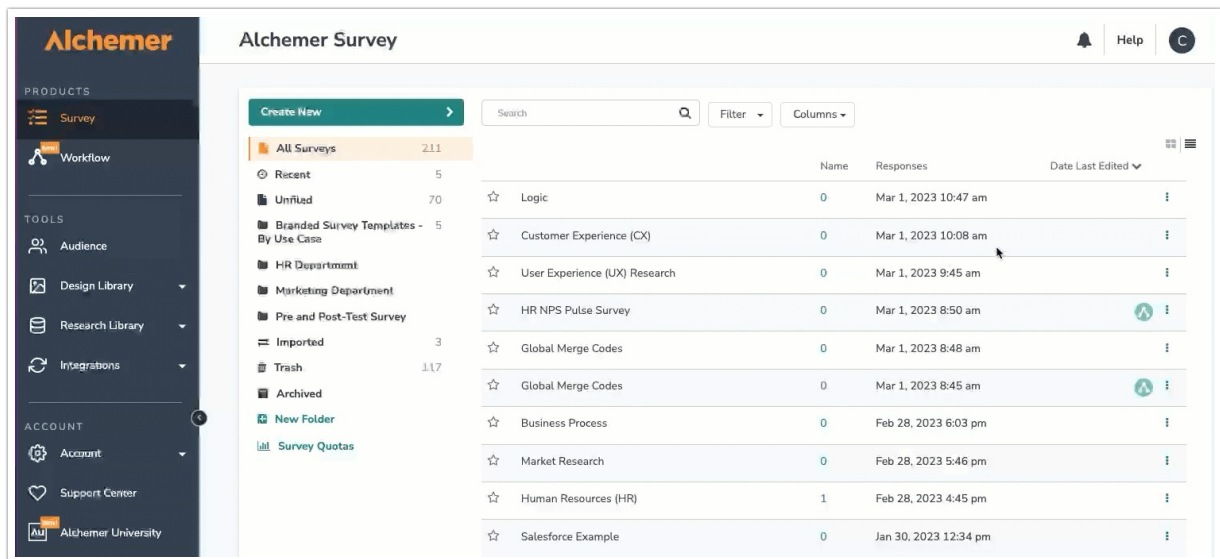 Alchemer
Alchemer Survey
Help
C
PRODUCTS
Survey
New!
Workflow
TOOLS
Audience
Design Library
Research Library
Integrations
ACCOUNT
Account
Support Center
New!
Au
Alchemer University
Create New
All Surveys 211
Recent 5
Unfiled 70
Branded Survey Templates - 5
By Use Case
HR Department
Marketing Department
Pre and Post-Test Survey
Imported 3
Trash 117
Archived
New Folder
Survey Quotas
Search
Filter
Columns
Name Responses Date Last Edited
Logic 0 Mar 1, 2023 10:47 am
Customer Experience (CX) 0 Mar 1, 2023 10:08 am
User Experience (UX) Research 0 Mar 1, 2023 9:45 am
HR NPS Pulse Survey 0 Mar 1, 2023 8:50 am
Global Merge Codes 0 Mar 1, 2023 8:48 am
Global Merge Codes 0 Mar 1, 2023 8:45 am
Business Process 0 Feb 28, 2023 6:03 pm
Market Research 0 Feb 28, 2023 5:46 pm
Human Resources (HR) 1 Feb 28, 2023 4:45 pm
Salesforce Example 0 Jan 30, 2023 12:34 pm